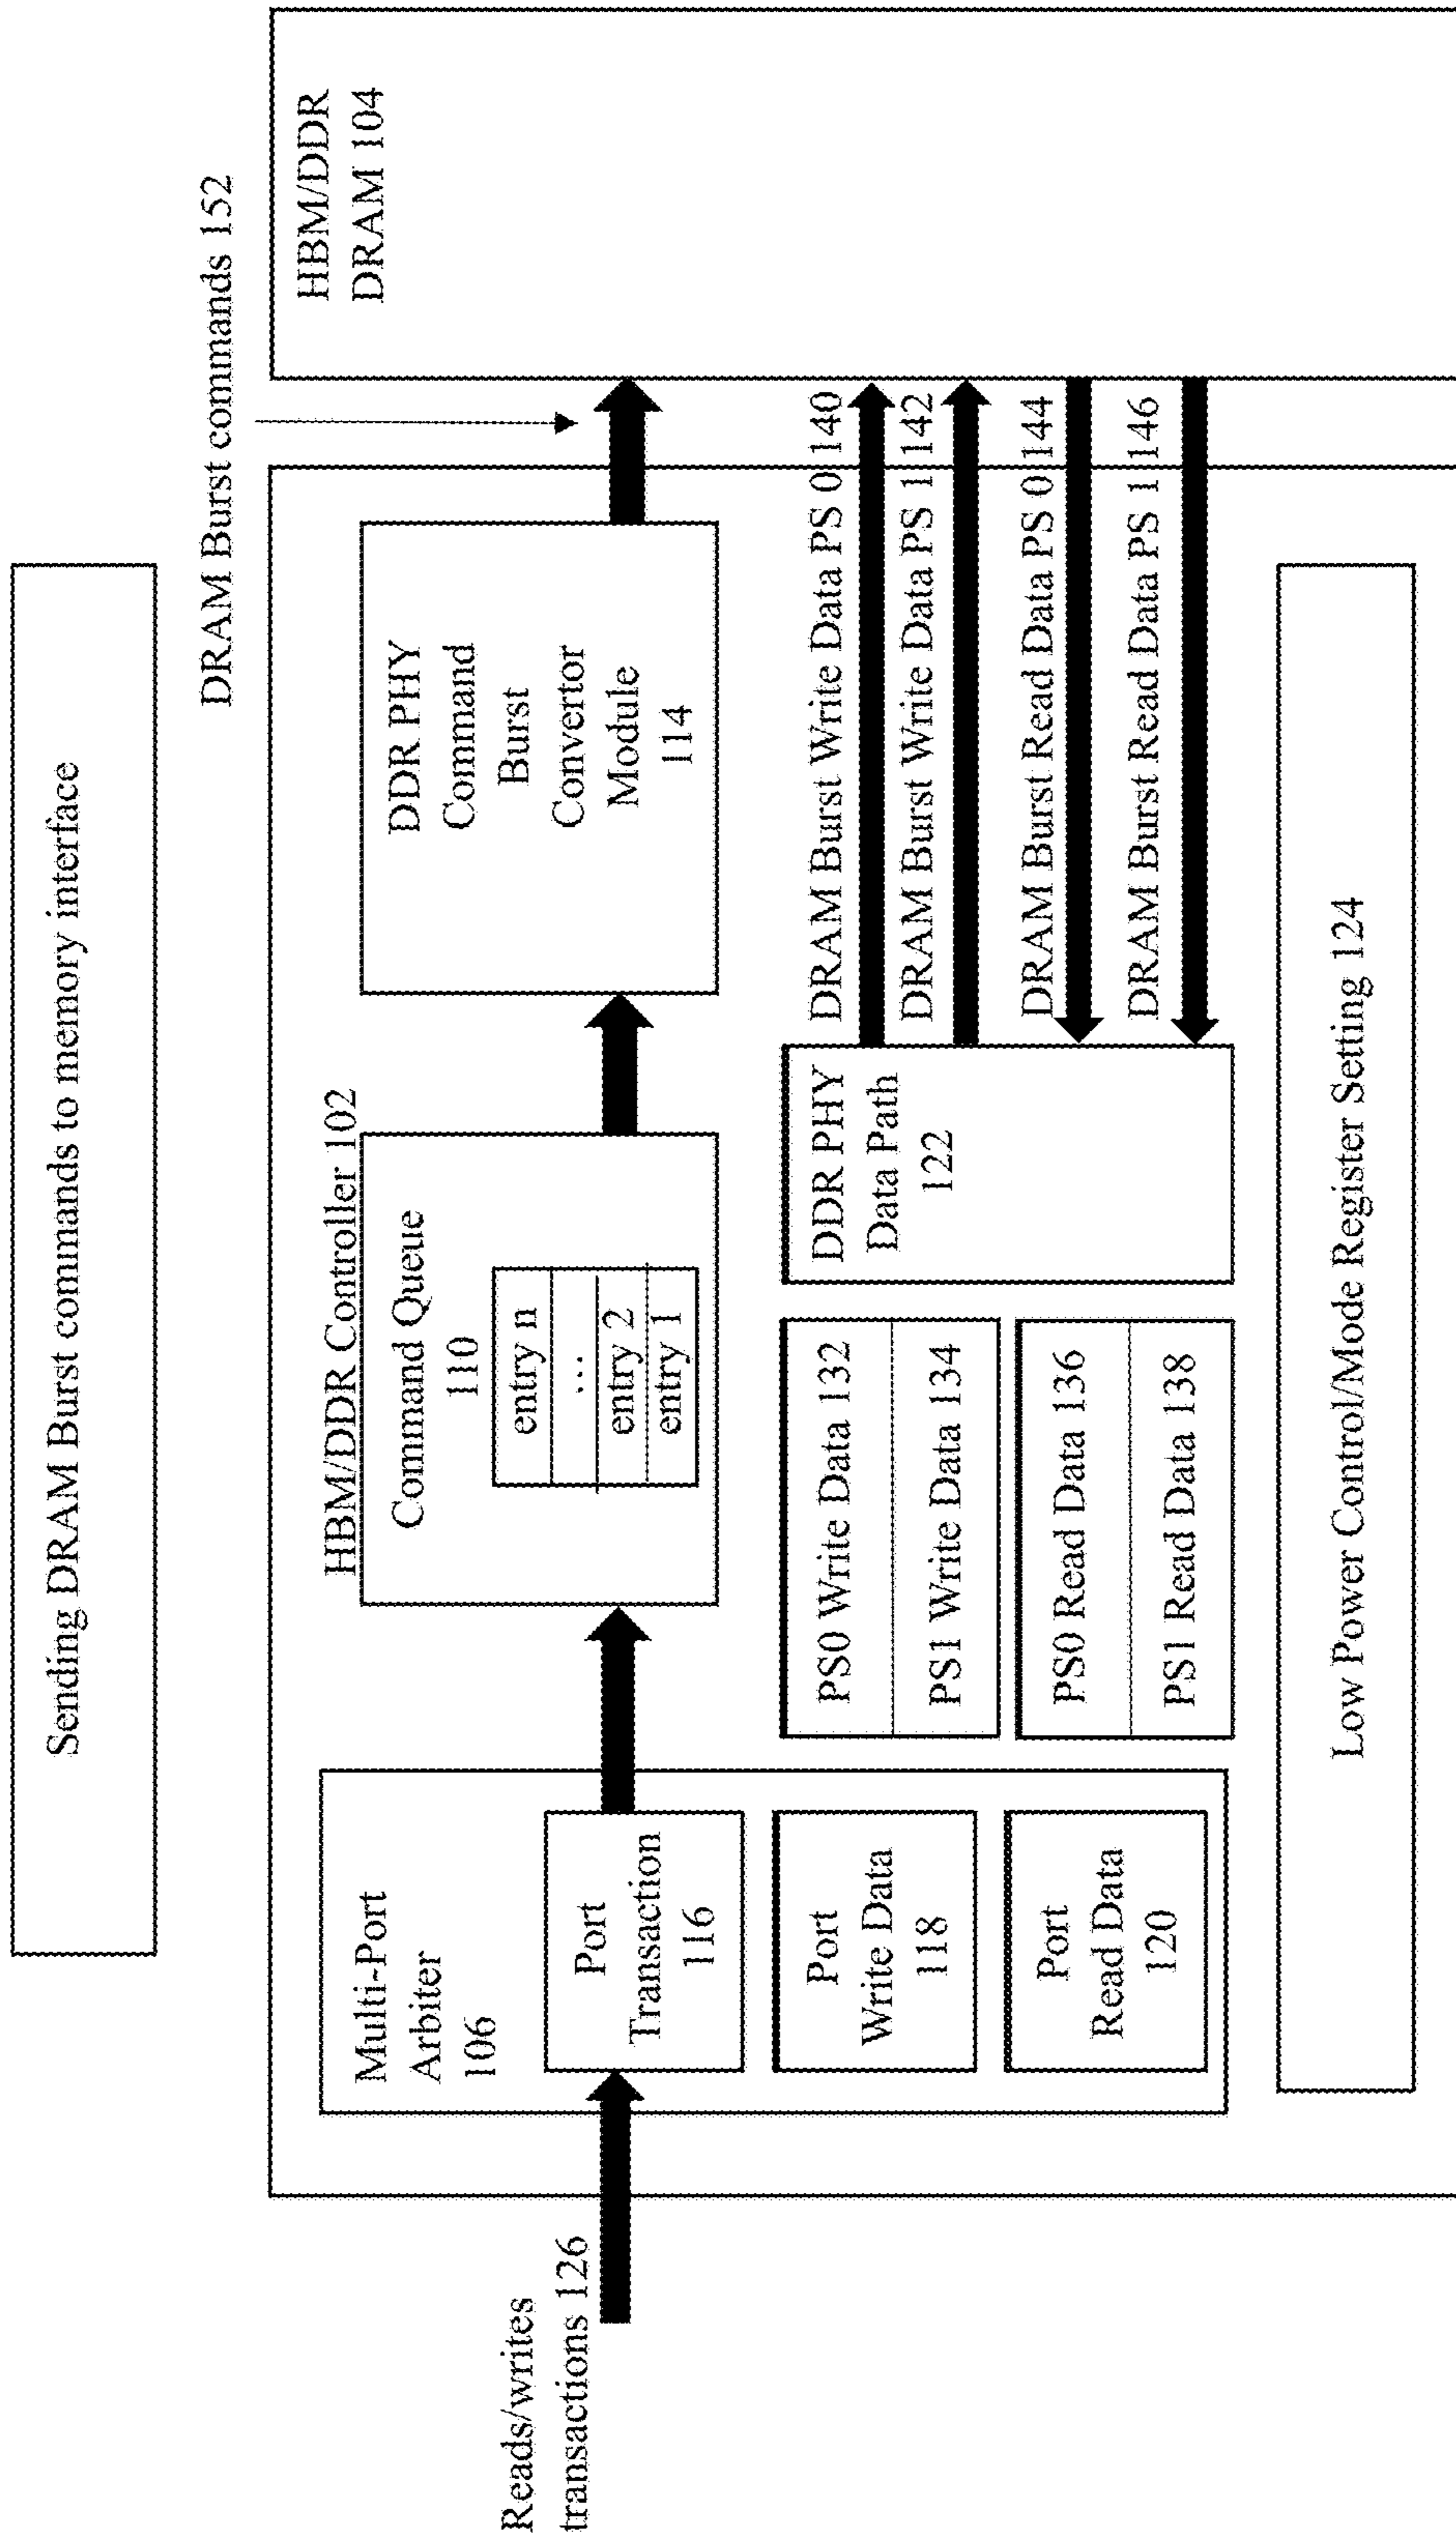 Sending DRAM Burst commands to memory interface
DRAM Burst commands 152
Reads/writes
transactions 126
HBM/DDR Controller 102
Multi-Port
Arbiter
106
Port
Transaction
116
Port
Write Data
118
Port
Read Data
120
Command Queue
110
entry n
...
entry 2
entry 1
DDR PHY
Command
Burst
Convertor
Module
114
PS0 Write Data 132
PS1 Write Data 134
PS0 Read Data 136
PS1 Read Data 138
DDR PHY
Data Path
122
DRAM Burst Write Data PS 0 140
DRAM Burst Write Data PS 1 142
DRAM Burst Read Data PS 0 144
DRAM Burst Read Data PS 1 146
HBM/DDR
DRAM 104
Low Power Control/Mode Register Setting 124